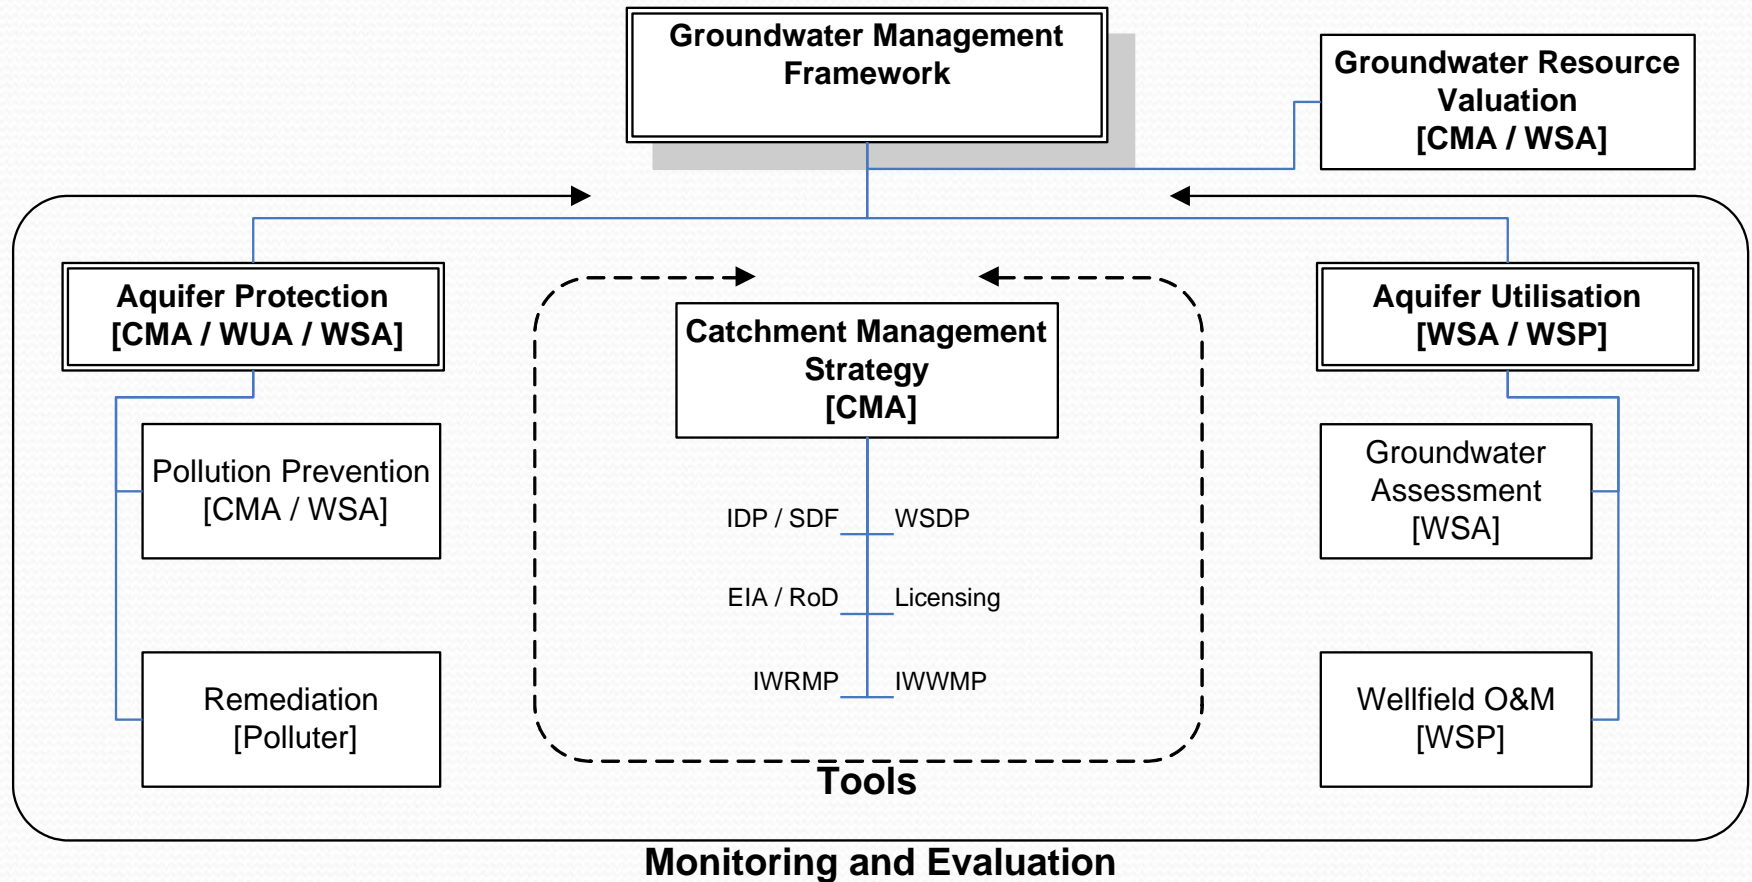 Groundwater Management
Framework
Groundwater Resource
Valuation
[CMA / WSA]
Aquifer Protection
[CMA / WUA / WSA]
Catchment Management
Strategy
[CMA]
Aquifer Utilisation
[WSA / WSP]
Pollution Prevention
[CMA / WSA]
Remediation
[Polluter]
IDP / SDF
WSDP
EIA / RoD
Licensing
IWRMP
IWWMP
Groundwater
Assessment
[WSA]
Wellfield O&M
[WSP]
Tools
Monitoring and Evaluation